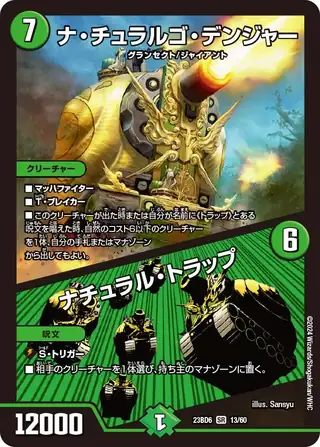 7
ナ・チュラルゴ・デンジャー
グランセクト/ジャイアント
クリーチャー
■マッハファイター
■T・ブレイカー
■このクリーチャーが出た時または自分が名前に《トラップ》とある
呪文を唱えた時、自然のコスト6以下のクリーチャー
を1体、自分の手札またはマナゾーン
から出してもよい。
6
ナチュラル・トラップ
呪文
S・トリガー
■相手のクリーチャーを1体選び、持ち主のマナゾーンに置く。
illus. Sansyu
©2024 Wizards/Shogakukan/WHC
12000
1
23BD6 SR 13/60